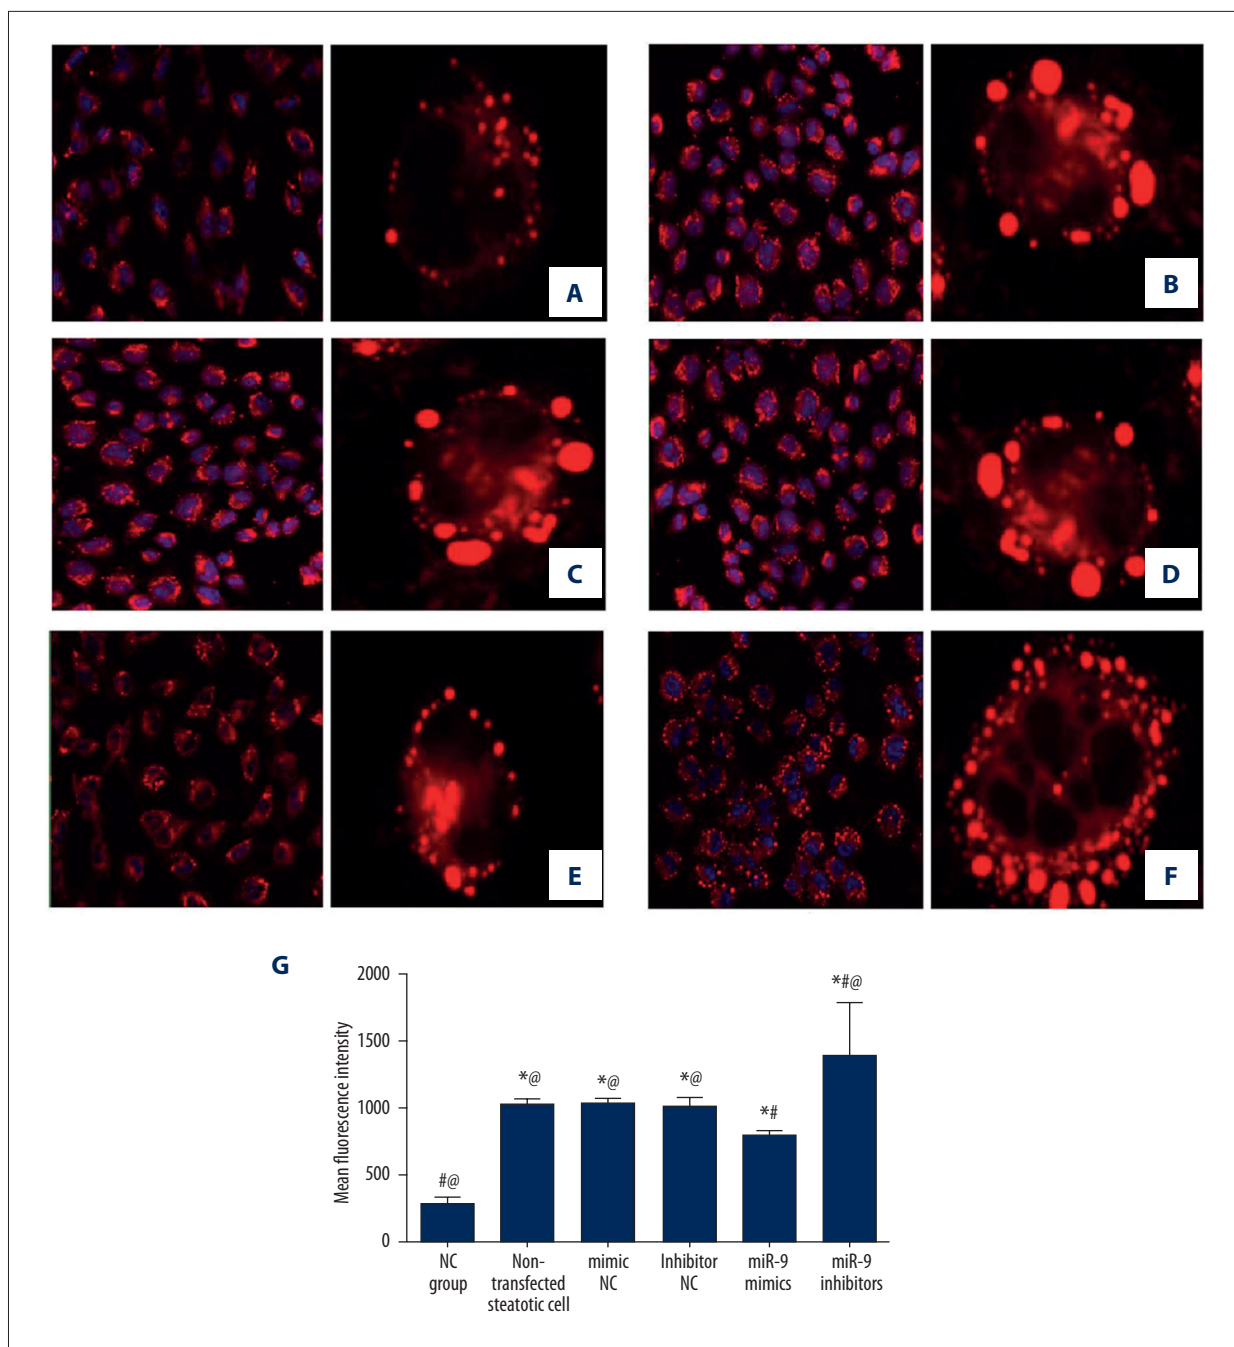 A
B
C
D
E
F
G
Mean fluorescence intensity
2000
1500
1000
500
0
#@
*@
*@
*@
*#
*#@
NC
group
Non-
transfected
steatotic cell
mimic
NC
Inhibitor
NC
miR-9
mimics
miR-9
inhibitors